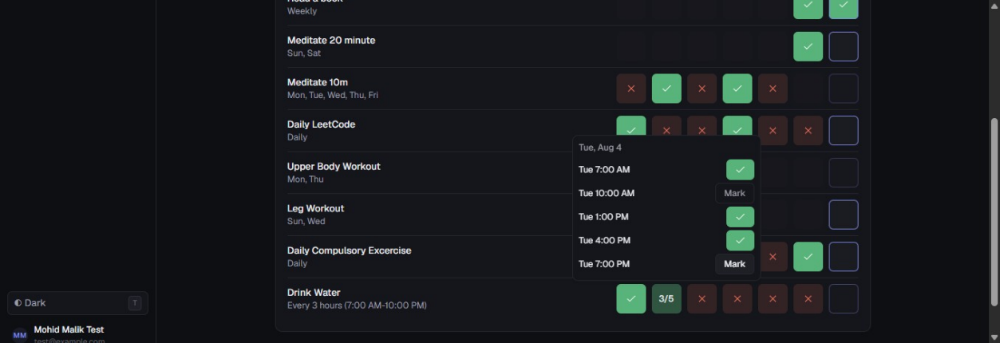 Read a book
Weekly
Meditate 20 minute
Sun, Sat
Meditate 10m
Mon, Tue, Wed, Thu, Fri
Daily LeetCode
Daily
Tue, Aug 4
Upper Body Workout
Mon, Thu
Tue 7:00 AM
Tue 10:00 AM Mark
Leg Workout
Sun, Wed
Tue 1:00 PM
Tue 4:00 PM
Daily Compulsory Excercise
Daily
Tue 7:00 PM Mark
Drink Water
Every 3 hours (7:00 AM-10:00 PM)
3/5
Dark T
MM Mohid Malik Test
test@example.com